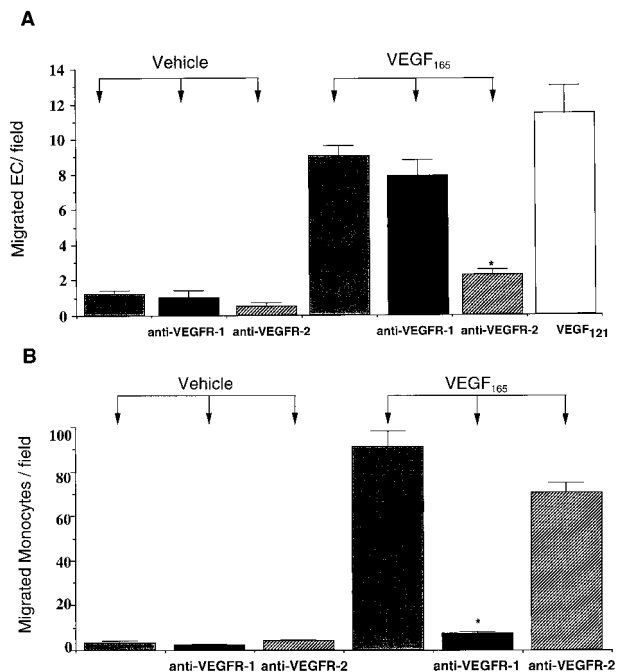 A
Vehicle
VEGF165
14
12
10
8
6
4
2
0
Migrated EC/ field
*
anti-VEGFR-1 anti-VEGFR-2 anti-VEGFR-1 anti-VEGFR-2 VEGF121
B
Vehicle
VEGF165
100
80
60
40
20
0
Migrated Monocytes / field
*
anti-VEGFR-1 anti-VEGFR-2 anti-VEGFR-1 anti-VEGFR-2